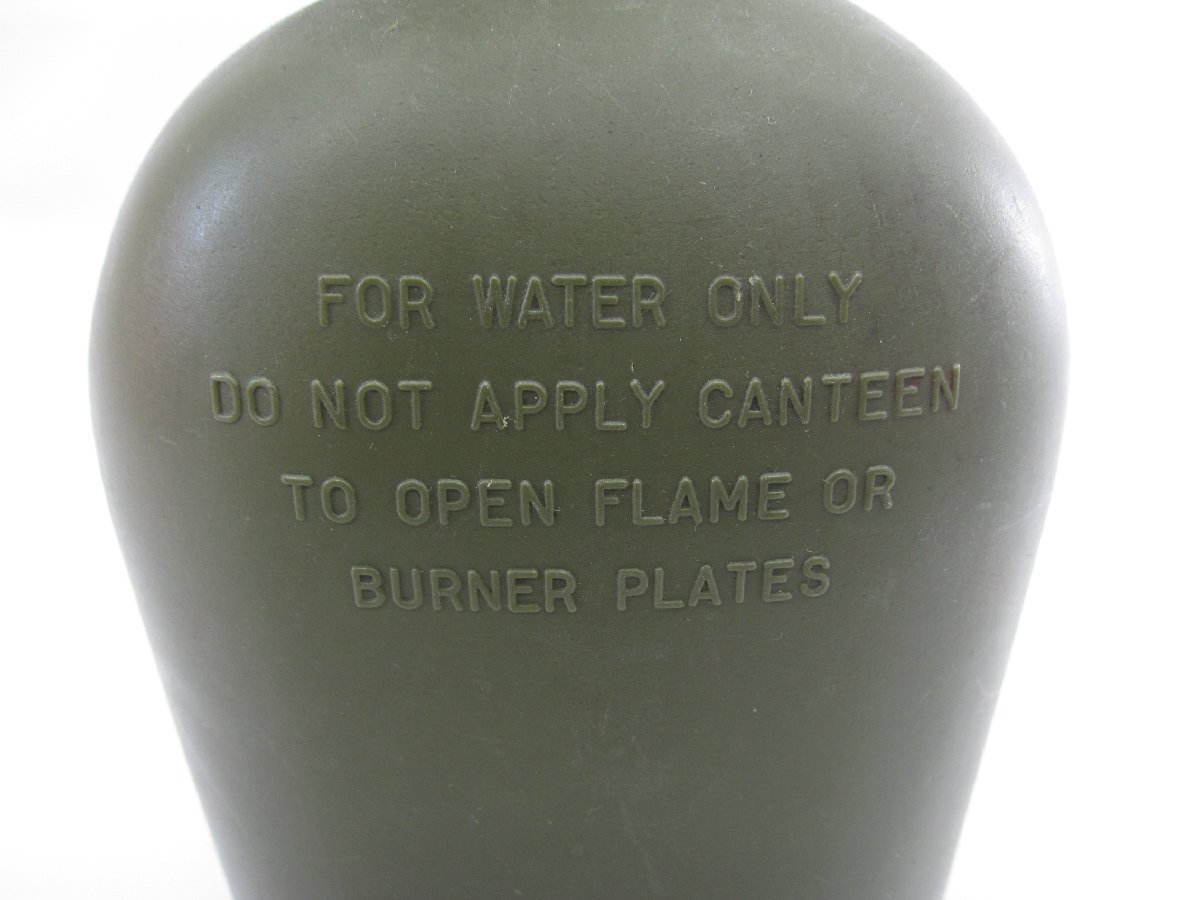 FOR WATER ONLY
DO NOT APPLY CANTEEN
TO OPEN FLAME OR
BURNER PLATES